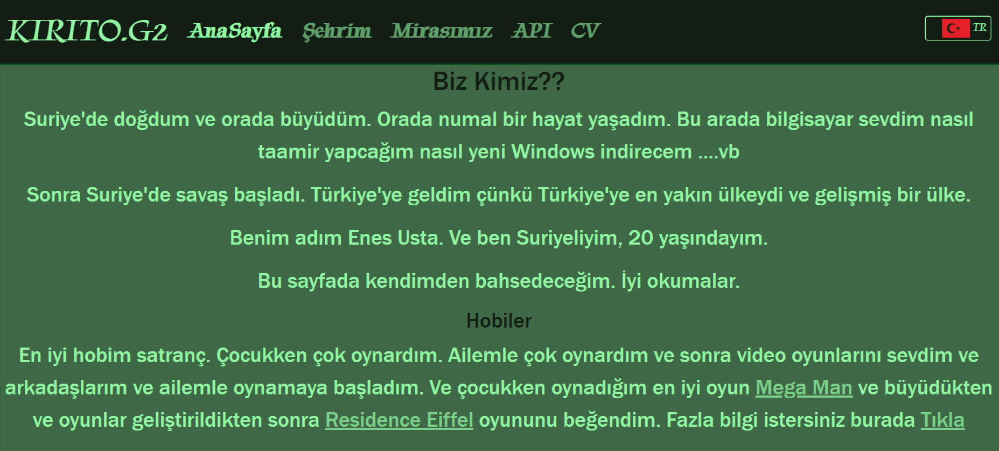 KIRITO.G2 AnaSayfa Şehrim Mirasımız API CV TR
Biz Kimiz??
Suriye'de doğdum ve orada büyüdüm. Orada numal bir hayat yaşadım. Bu arada bilgisayar sevdim nasıl
taamir yapcağım nasıl yeni Windows indirecem ....vb
Sonra Suriye'de savaş başladı. Türkiye'ye geldim çünkü Türkiye'ye en yakın ülkeydi ve gelişmiş bir ülke.
Benim adım Enes Usta. Ve ben Suriyeliyim, 20 yaşındayım.
Bu sayfada kendimden bahsedeceğim. İyi okumalar.
Hobiler
En iyi hobim satranç. Çocukken çok oynardım. Ailemle çok oynardım ve sonra video oyunlarını sevdim ve
arkadaşlarım ve ailemle oynamaya başladım. Ve çocukken oynadığım en iyi oyun Mega Man ve büyüdükten
ve oyunlar geliştirildikten sonra Residence Eiffel oyununu beğendim. Fazla bilgi istersiniz burada Tıkla